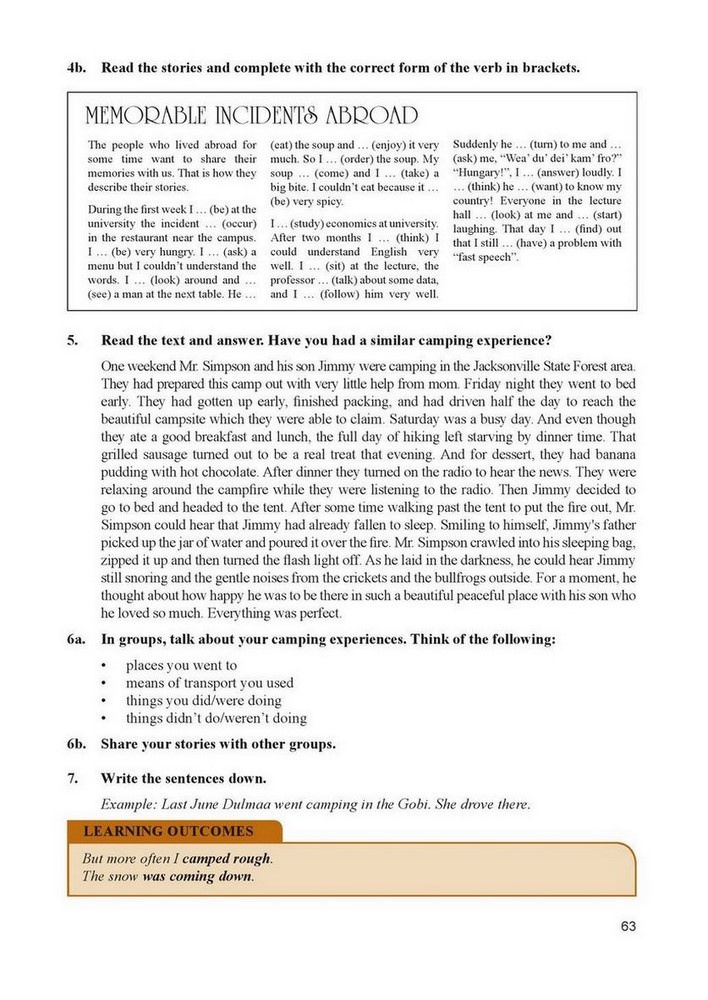 4b. Read the stories and complete with the correct form of the verb in brackets.
MEMORABLE INCIDENTS ABROAD
The people who lived abroad for
some time want to share their
memories with us. That is how they
describe their stories.
During the first week I … (be) at the
university the incident … (occur)
in the restaurant near the campus.
I … (be) very hungry. I … (ask) a
menu but I couldn't understand the
words. I … (look) around and …
(see) a man at the next table. He …
(eat) the soup and … (enjoy) it very
much. So I … (order) the soup. My
soup … (come) and I … (take) a
big bite. I couldn't eat because it …
(be) very spicy.
I … (study) economics at university.
After two months I … (think) I
could understand English very
well. I … (sit) at the lecture, the
professor … (talk) about some data,
and I … (follow) him very well.
Suddenly he … (turn) to me and …
(ask) me, "Wea' du' dei' kam' fro?"
"Hungary!", I … (answer) loudly. I
… (think) he … (want) to know my
country! Everyone in the lecture
hall … (look) at me and … (start)
laughing. That day I … (find) out
that I still … (have) a problem with
"fast speech".
5. Read the text and answer. Have you had a similar camping experience?
One weekend Mr. Simpson and his son Jimmy were camping in the Jacksonville State Forest area.
They had prepared this camp out with very little help from mom. Friday night they went to bed
early. They had gotten up early, finished packing, and had driven half the day to reach the
beautiful campsite which they were able to claim. Saturday was a busy day. And even though
they ate a good breakfast and lunch, the full day of hiking left starving by dinner time. That
grilled sausage turned out to be a real treat that evening. And for dessert, they had banana
pudding with hot chocolate. After dinner they turned on the radio to hear the news. They were
relaxing around the campfire while they were listening to the radio. Then Jimmy decided to
go to bed and headed to the tent. After some time walking past the tent to put the fire out, Mr.
Simpson could hear that Jimmy had already fallen to sleep. Smiling to himself, Jimmy's father
picked up the jar of water and poured it over the fire. Mr. Simpson crawled into his sleeping bag,
zipped it up and then turned the flash light off. As he laid in the darkness, he could hear Jimmy
still snoring and the gentle noises from the crickets and the bullfrogs outside. For a moment, he
thought about how happy he was to be there in such a beautiful peaceful place with his son who
he loved so much. Everything was perfect.
6a. In groups, talk about your camping experiences. Think of the following:
• places you went to
• means of transport you used
• things you did/were doing
• things didn't do/weren't doing
6b. Share your stories with other groups.
7. Write the sentences down.
Example: Last June Dulmaa went camping in the Gobi. She drove there.
LEARNING OUTCOMES
But more often I camped rough.
The snow was coming down.
63